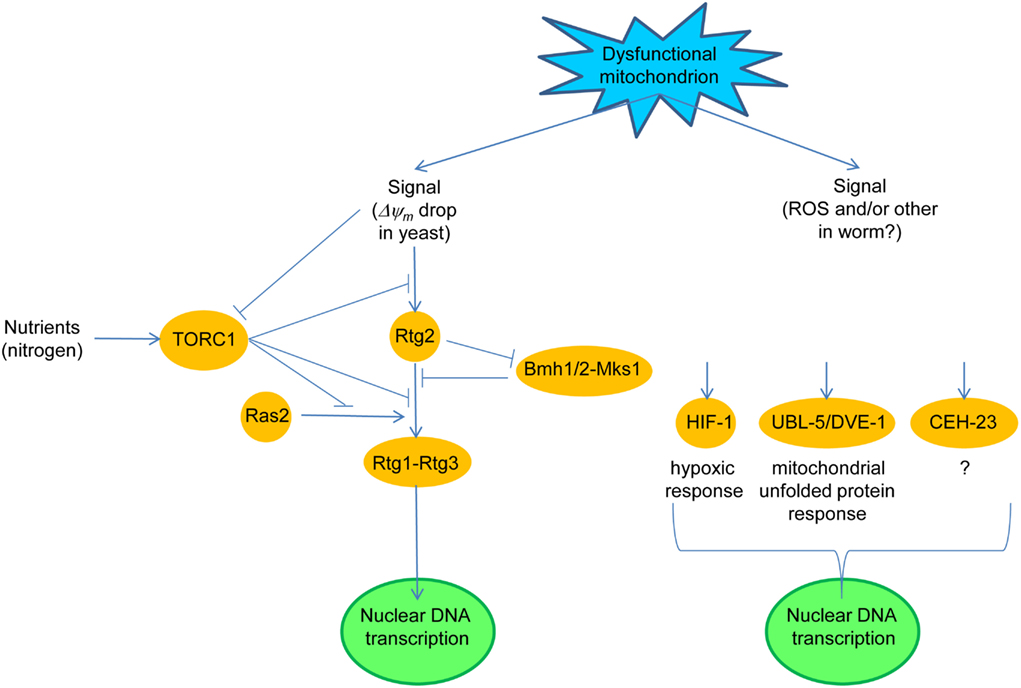 Dysfunctional
mitochondrion
Signal
(Δψm drop
in yeast)
Signal
(ROS and/or other
in worm?)
Nutrients
(nitrogen)
TORC1
Rtg2
Bmh1/2-Mks1
Ras2
Rtg1-Rtg3
HIF-1
UBL-5/DVE-1
CEH-23
hypoxic
response
mitochondrial
unfolded protein
response
?
Nuclear DNA
transcription
Nuclear DNA
transcription